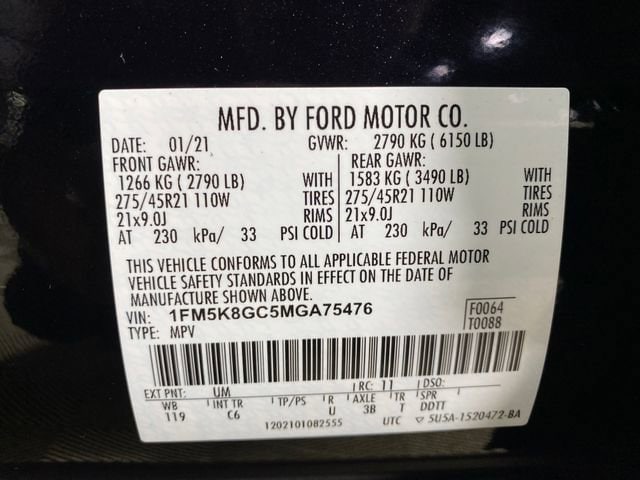 MFD. BY FORD MOTOR CO.
DATE: 01/21 GVWR: 2790 KG ( 6150 LB)
FRONT GAWR: REAR GAWR:
1266 KG ( 2790 LB) WITH 1583 KG ( 3490 LB) WITH
275/45R21 110W TIRES 275/45R21 110W TIRES
21x9.0J RIMS 21x9.0J RIMS
AT 230 kPa/ 33 PSI COLD AT 230 kPa/ 33 PSI COLD
THIS VEHICLE CONFORMS TO ALL APPLICABLE FEDERAL MOTOR
VEHICLE SAFETY STANDARDS IN EFFECT ON THE DATE OF
MANUFACTURE SHOWN ABOVE.
VIN: 1FM5K8GC5MGA75476 F0064
TYPE: MPV T0088
EXT PNT: UM RC: 11 DSO:
WB INT TR TP/PS R AXLE TR SPR
119 C6 U 3B T DDTT
1202101082555 UTC ▽ 5U5A-1520472-BA